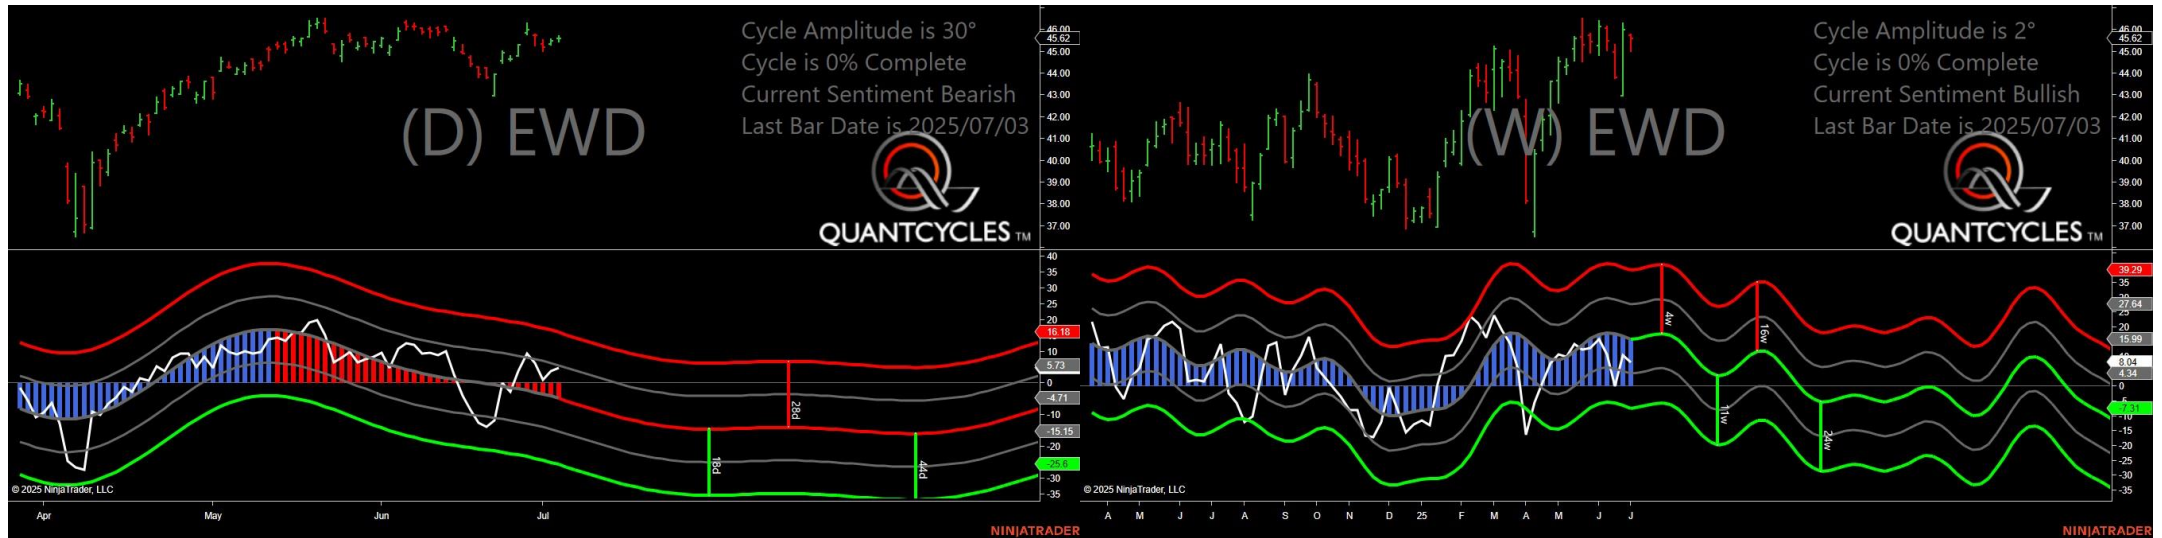 Cycle Amplitude is 30°
Cycle is 0% Complete
Current Sentiment Bearish
Last Bar Date is 2025/07/03
(D) EWD
QUANTCYCLES TM
46.00
45.62
45.00
44.00
43.00
42.00
41.00
40.00
39.00
38.00
37.00
40
35
30
25
20
16.18
10
5.73
0
-4.71
-10
-15.15
-20
-25.6
-30
-35
18d
28d
44d
© 2025 NinjaTrader, LLC
Apr May Jun Jul
NINJATRADER
Cycle Amplitude is 2°
Cycle is 0% Complete
Current Sentiment Bullish
Last Bar Date is 2025/07/03
(W) EWD
QUANTCYCLES TM
46.00
45.62
45.00
44.00
43.00
42.00
41.00
40.00
39.00
38.00
37.00
39.29
35
27.64
25
20
15.99
8.04
4.34
0
-5
-7.31
-10
-15
-20
-25
-30
-35
4w
16w
11w
24w
© 2025 NinjaTrader, LLC
A M J J A S O N D 25 F M A M J J
NINJATRADER